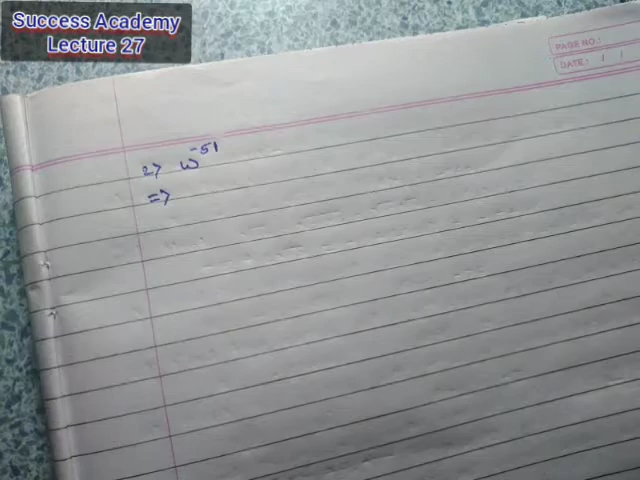 Success Academy
Lecture 27
PAGE NO.:
DATE: / /
2> ω⁻⁵¹
=>